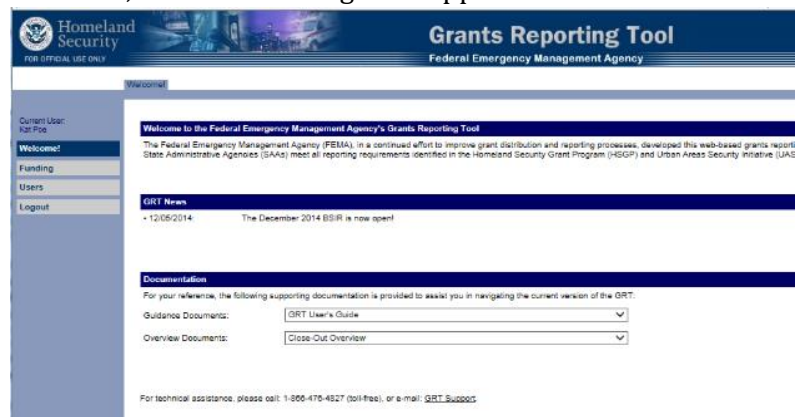 Homeland
Security
FOR OFFICIAL USE ONLY
Grants Reporting Tool
Federal Emergency Management Agency
Welcome!
Current User:
Kat Poe
Welcome!
Funding
Users
Logout
Welcome to the Federal Emergency Management Agency's Grants Reporting Tool
The Federal Emergency Management Agency (FEMA), in a continued effort to improve grant distribution and reporting processes, developed this web-based grants reporti
State Administrative Agencies (SAAs) meet all reporting requirements identified in the Homeland Security Grant Program (HSGP) and Urban Areas Security Initiative (UAS
GRT News
• 12/05/2014: The December 2014 BSIR is now open!
Documentation
For your reference, the following supporting documentation is provided to assist you in navigating the current version of the GRT:
Guidance Documents: GRT User's Guide
Overview Documents: Close-Out Overview
For technical assistance, please call: 1-866-476-4827 (toll-free), or e-mail: GRT Support.